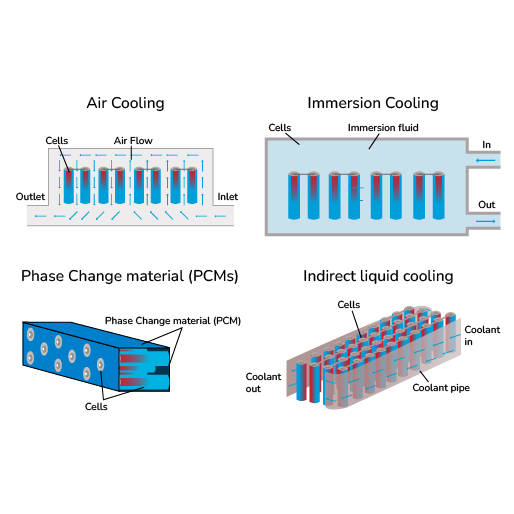 Air Cooling
Immersion Cooling
Cells
Air Flow
Outlet
Inlet
Cells
Immersion fluid
In
Out
Phase Change material (PCMs)
Indirect liquid cooling
Phase Change material (PCM)
Cells
Cells
Coolant
in
Coolant
out
Coolant pipe